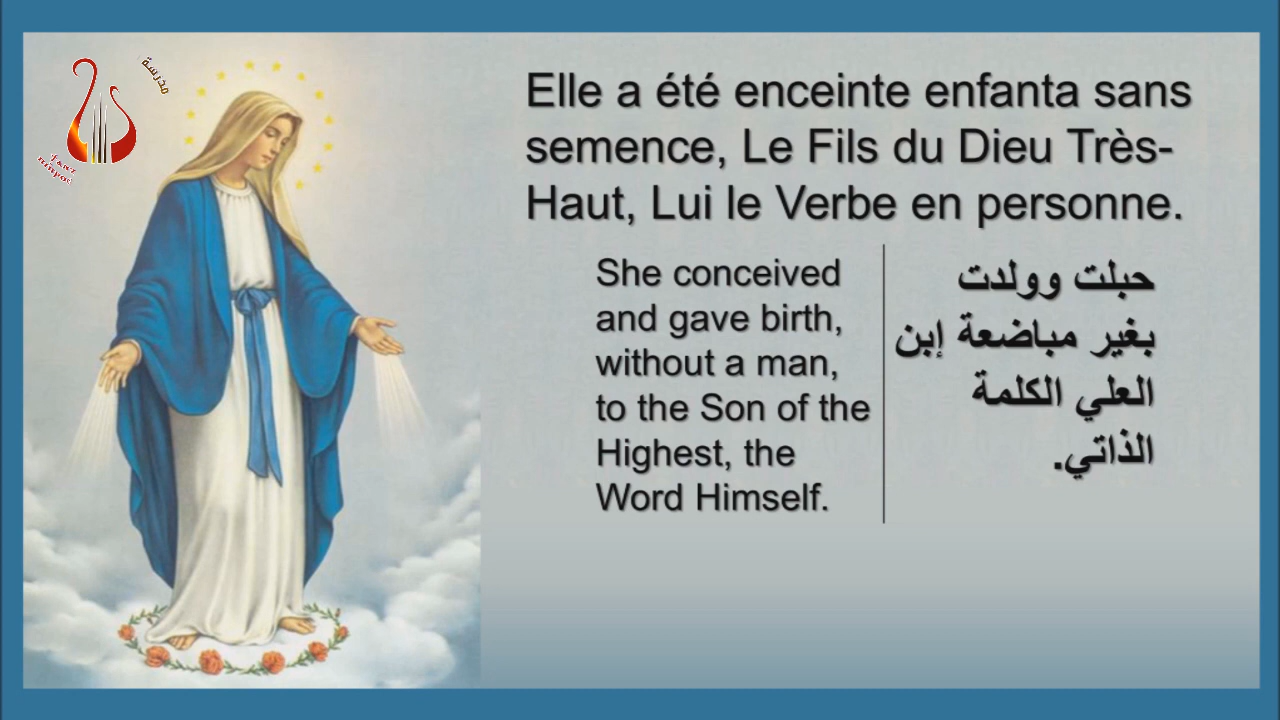 مدرسة
Elle a été enceinte enfanta sans
semence, Le Fils du Dieu Très-
Haut, Lui le Verbe en personne.
She conceived
and gave birth,
without a man,
to the Son of the
Highest, the
Word Himself.
حبلت وولدت
بغير مباضعة إبن
العلي الكلمة
الذاتي.